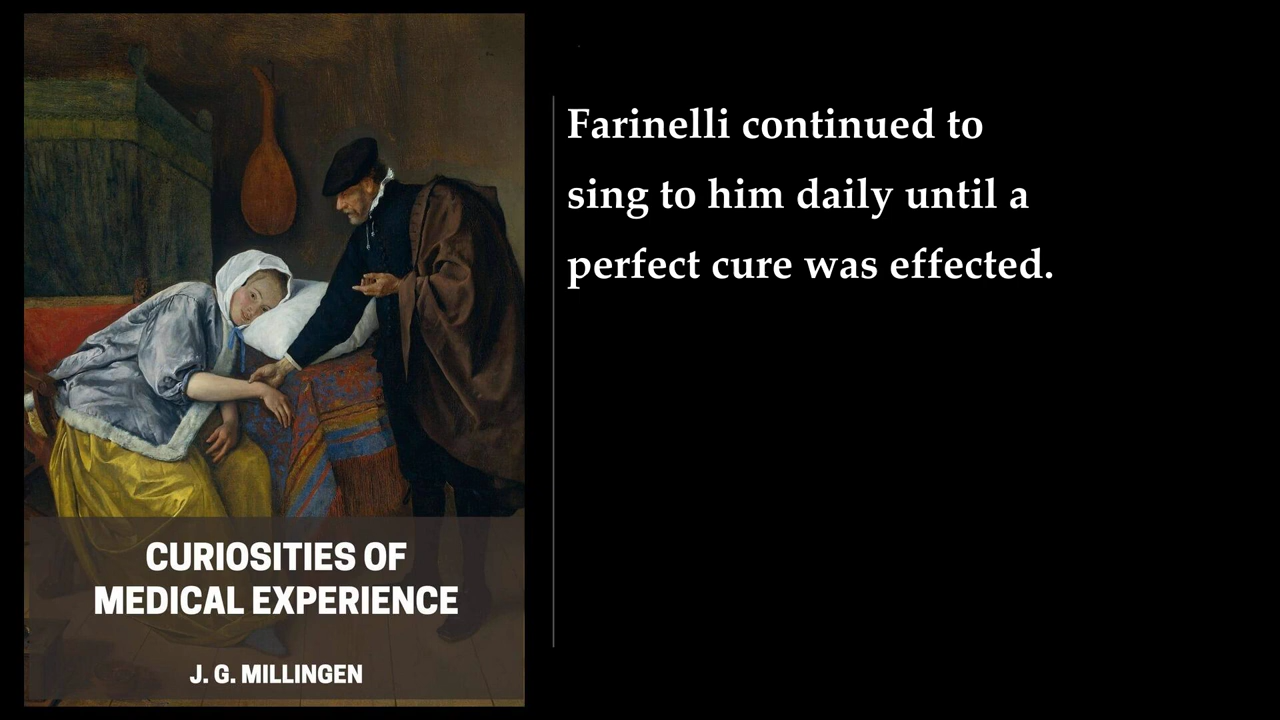 Farinelli continued to
sing to him daily until a
perfect cure was effected.
CURIOSITIES OF
MEDICAL EXPERIENCE
J. G. MILLINGEN